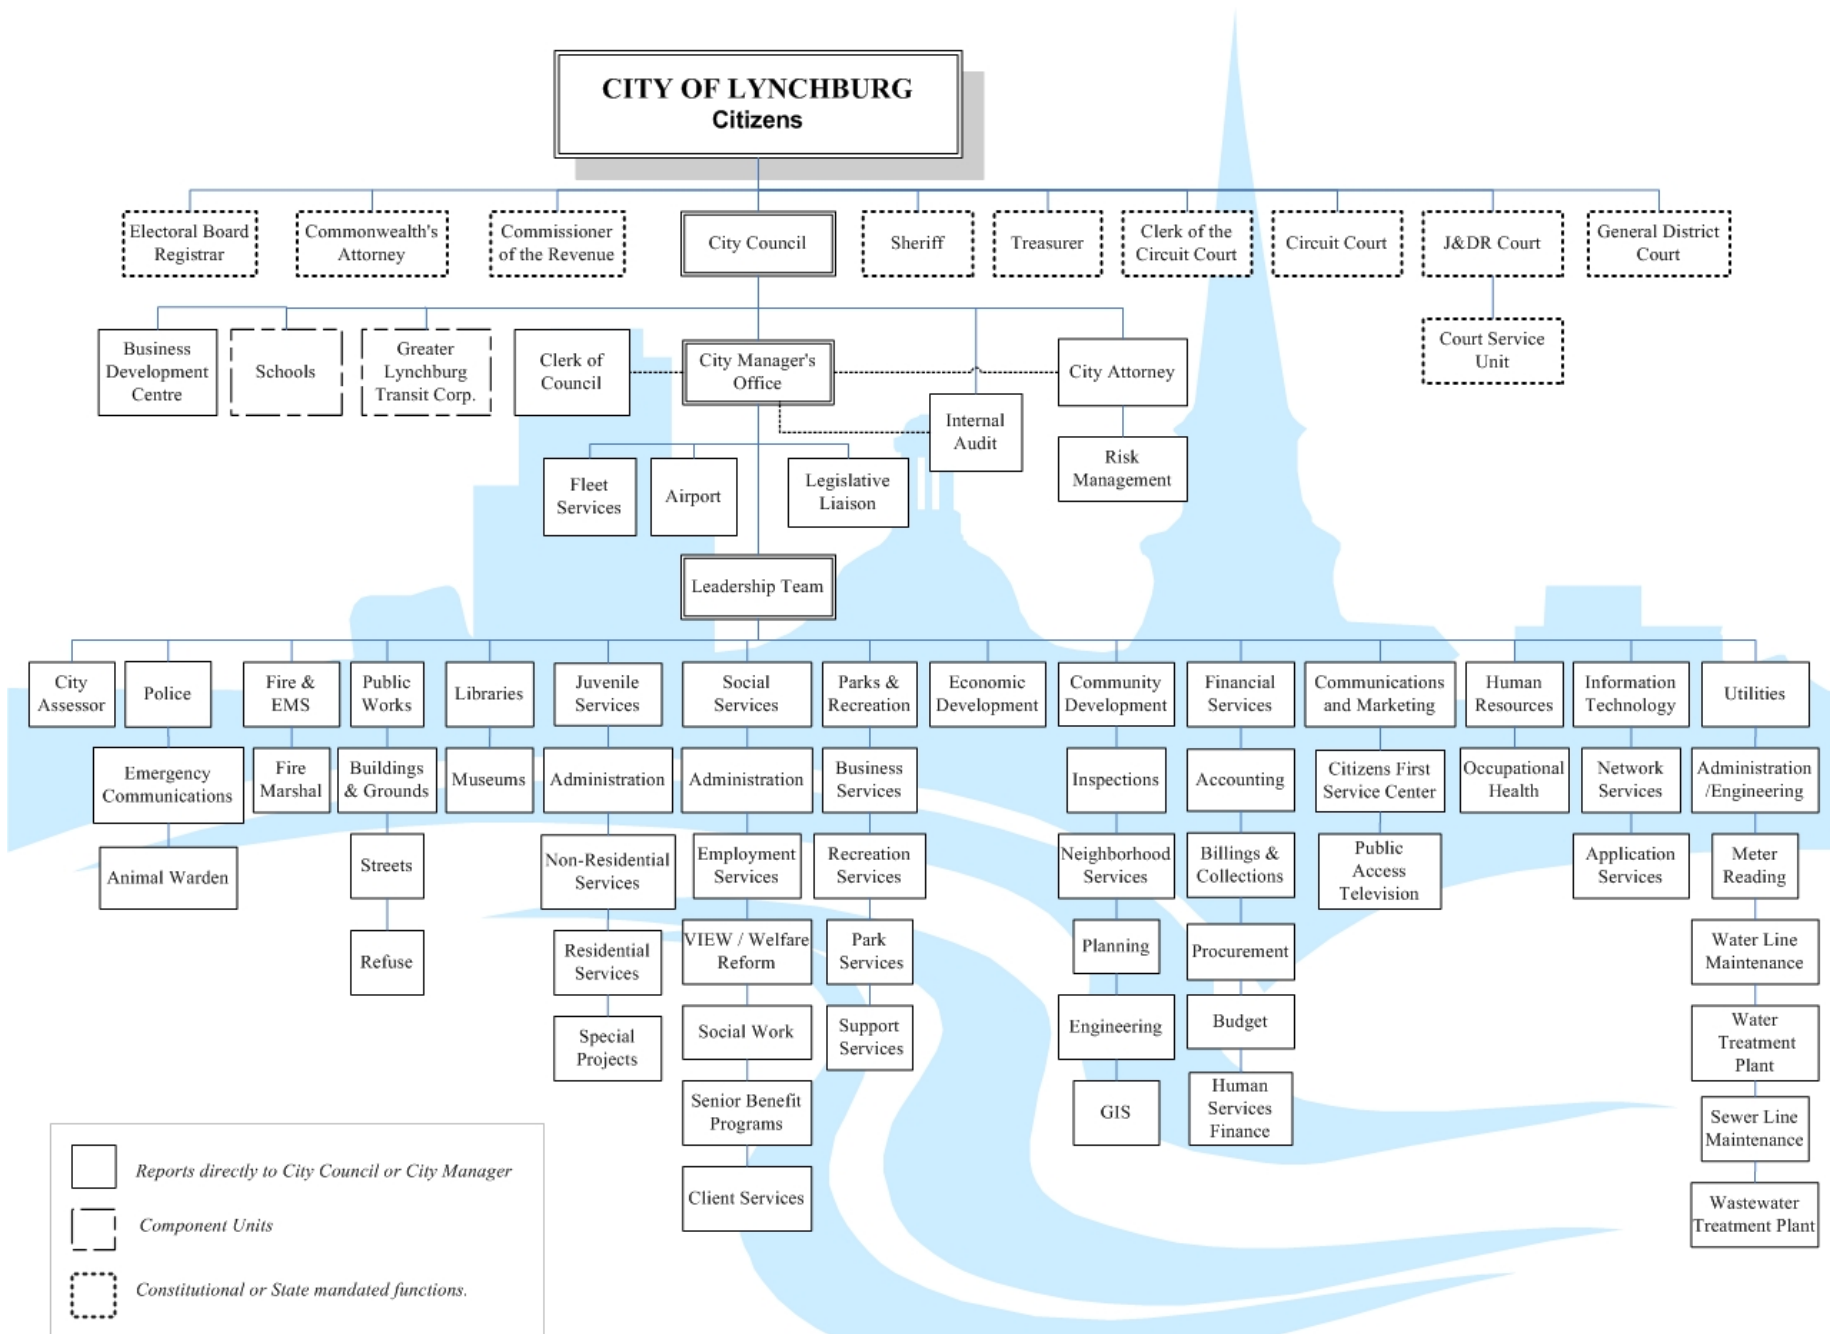 CITY OF LYNCHBURG
Citizens
Electoral Board
Registrar
Commonwealth's
Attorney
Commissioner
of the Revenue
City Council
Sheriff
Treasurer
Clerk of the
Circuit Court
Circuit Court
J&DR Court
General District
Court
Court Service
Unit
Business
Development
Centre
Schools
Greater
Lynchburg
Transit Corp.
Clerk of
Council
City Manager's
Office
City Attorney
Internal
Audit
Risk
Management
Fleet
Services
Airport
Legislative
Liaison
Leadership Team
City
Assessor
Police
Emergency
Communications
Animal Warden
Fire &
EMS
Fire
Marshal
Public
Works
Buildings
& Grounds
Streets
Refuse
Libraries
Museums
Juvenile
Services
Administration
Non-Residential
Services
Residential
Services
Special
Projects
Social
Services
Administration
Employment
Services
VIEW / Welfare
Reform
Social Work
Senior Benefit
Programs
Client Services
Parks &
Recreation
Business
Services
Recreation
Services
Park
Services
Support
Services
Economic
Development
Community
Development
Inspections
Neighborhood
Services
Planning
Engineering
GIS
Financial
Services
Accounting
Billings &
Collections
Procurement
Budget
Human
Services
Finance
Communications
and Marketing
Citizens First
Service Center
Public
Access
Television
Human
Resources
Occupational
Health
Information
Technology
Network
Services
Application
Services
Utilities
Administration
/Engineering
Meter
Reading
Water Line
Maintenance
Water
Treatment
Plant
Sewer Line
Maintenance
Wastewater
Treatment Plant
Reports directly to City Council or City Manager
Component Units
Constitutional or State mandated functions.